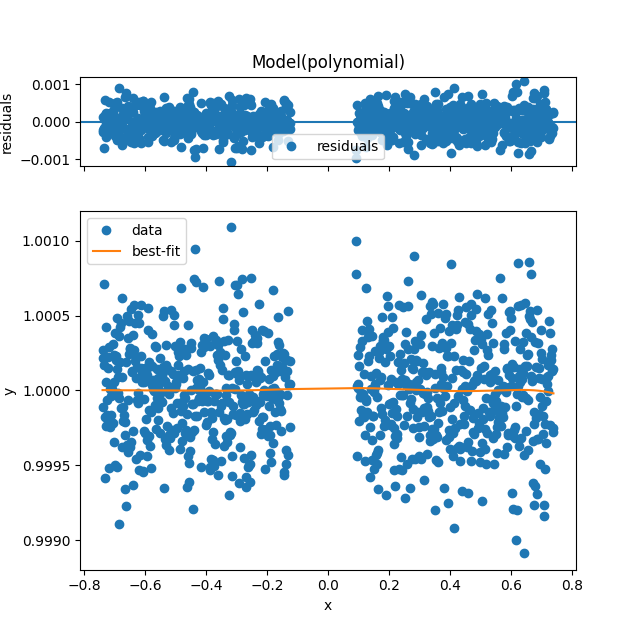 Model(polynomial)
0.001
0.000
−0.001
residuals
residuals
data
best-fit
1.0010
1.0005
1.0000
0.9995
0.9990
y
−0.8 −0.6 −0.4 −0.2 0.0 0.2 0.4 0.6 0.8
x